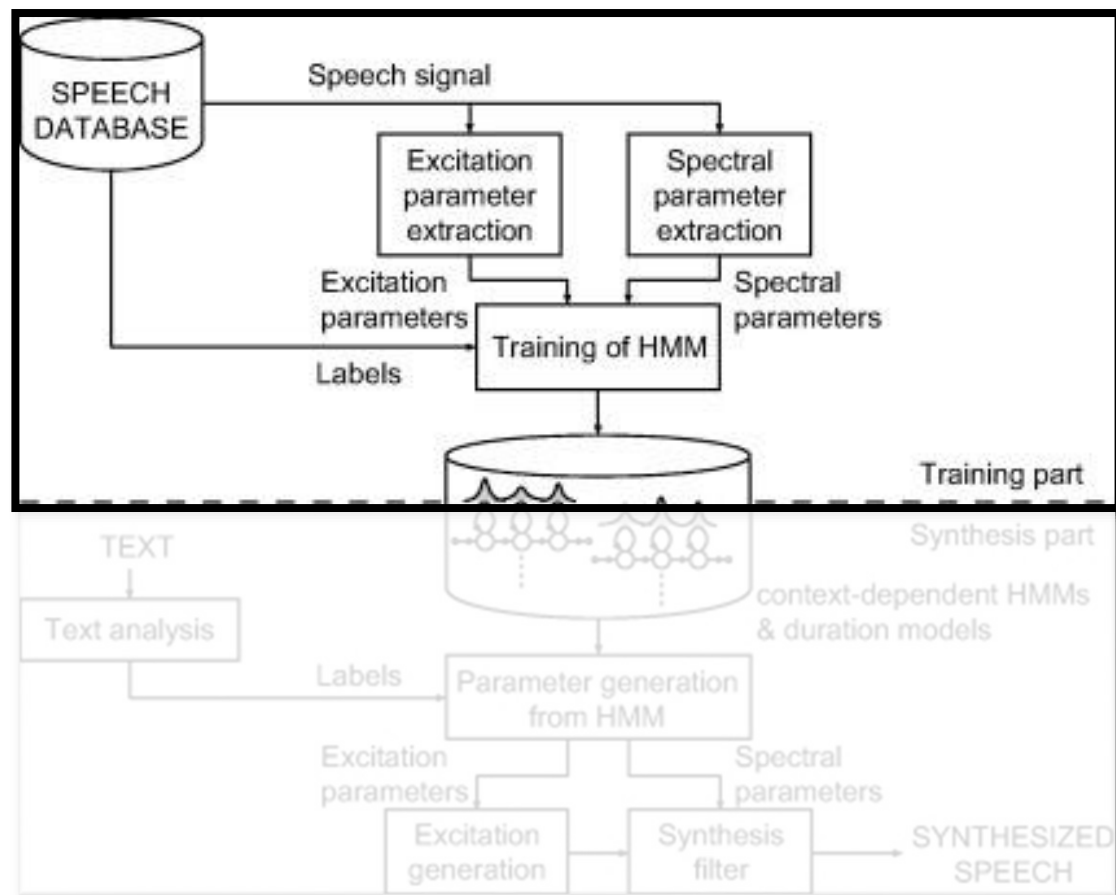 SPEECH
DATABASE
Speech signal
Excitation
parameter
extraction
Spectral
parameter
extraction
Excitation
parameters
Spectral
parameters
Training of HMM
Labels
Training part
Synthesis part
TEXT
context-dependent HMMs
& duration models
Text analysis
Labels
Parameter generation
from HMM
Excitation
parameters
Spectral
parameters
Excitation
generation
Synthesis
filter
SYNTHESIZED
SPEECH